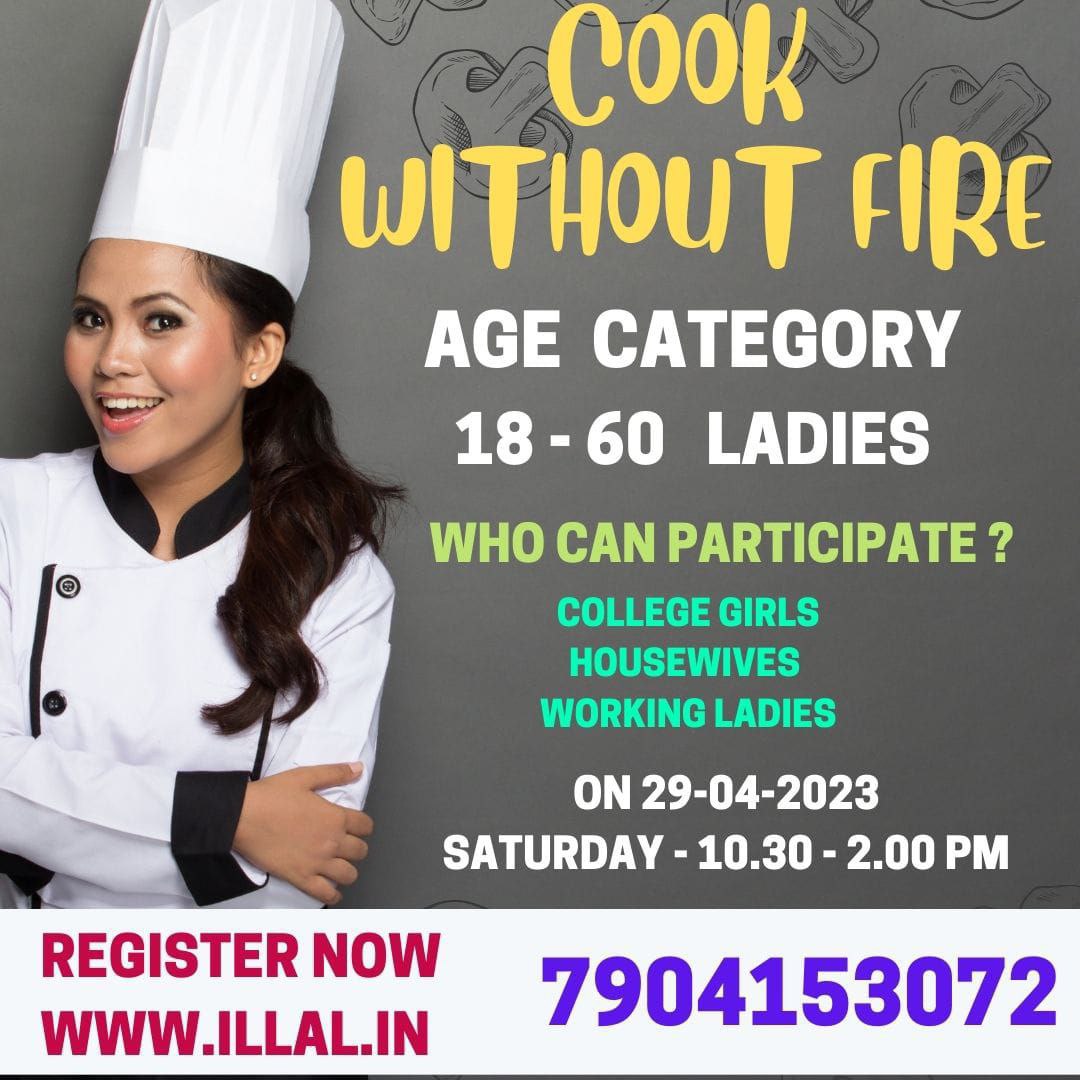 COOK
WITHOUT FIRE
AGE CATEGORY
18 - 60 LADIES
WHO CAN PARTICIPATE ?
COLLEGE GIRLS
HOUSEWIVES
WORKING LADIES
ON 29-04-2023
SATURDAY - 10.30 - 2.00 PM
REGISTER NOW
WWW.ILLAL.IN
7904153072